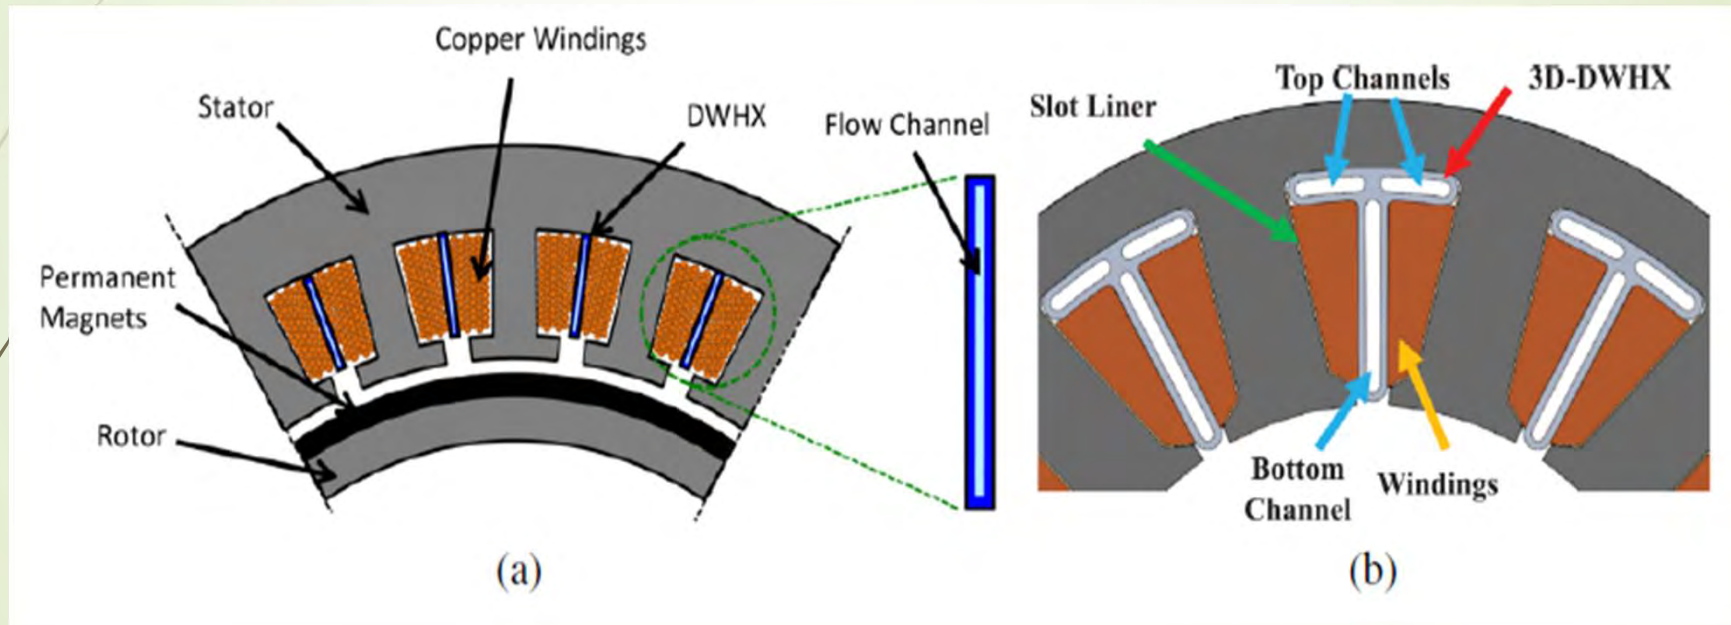 Copper Windings
Stator
DWHX
Flow Channel
Permanent
Magnets
Rotor
(a)
Top Channels
3D-DWHX
Slot Liner
Bottom
Channel
Windings
(b)